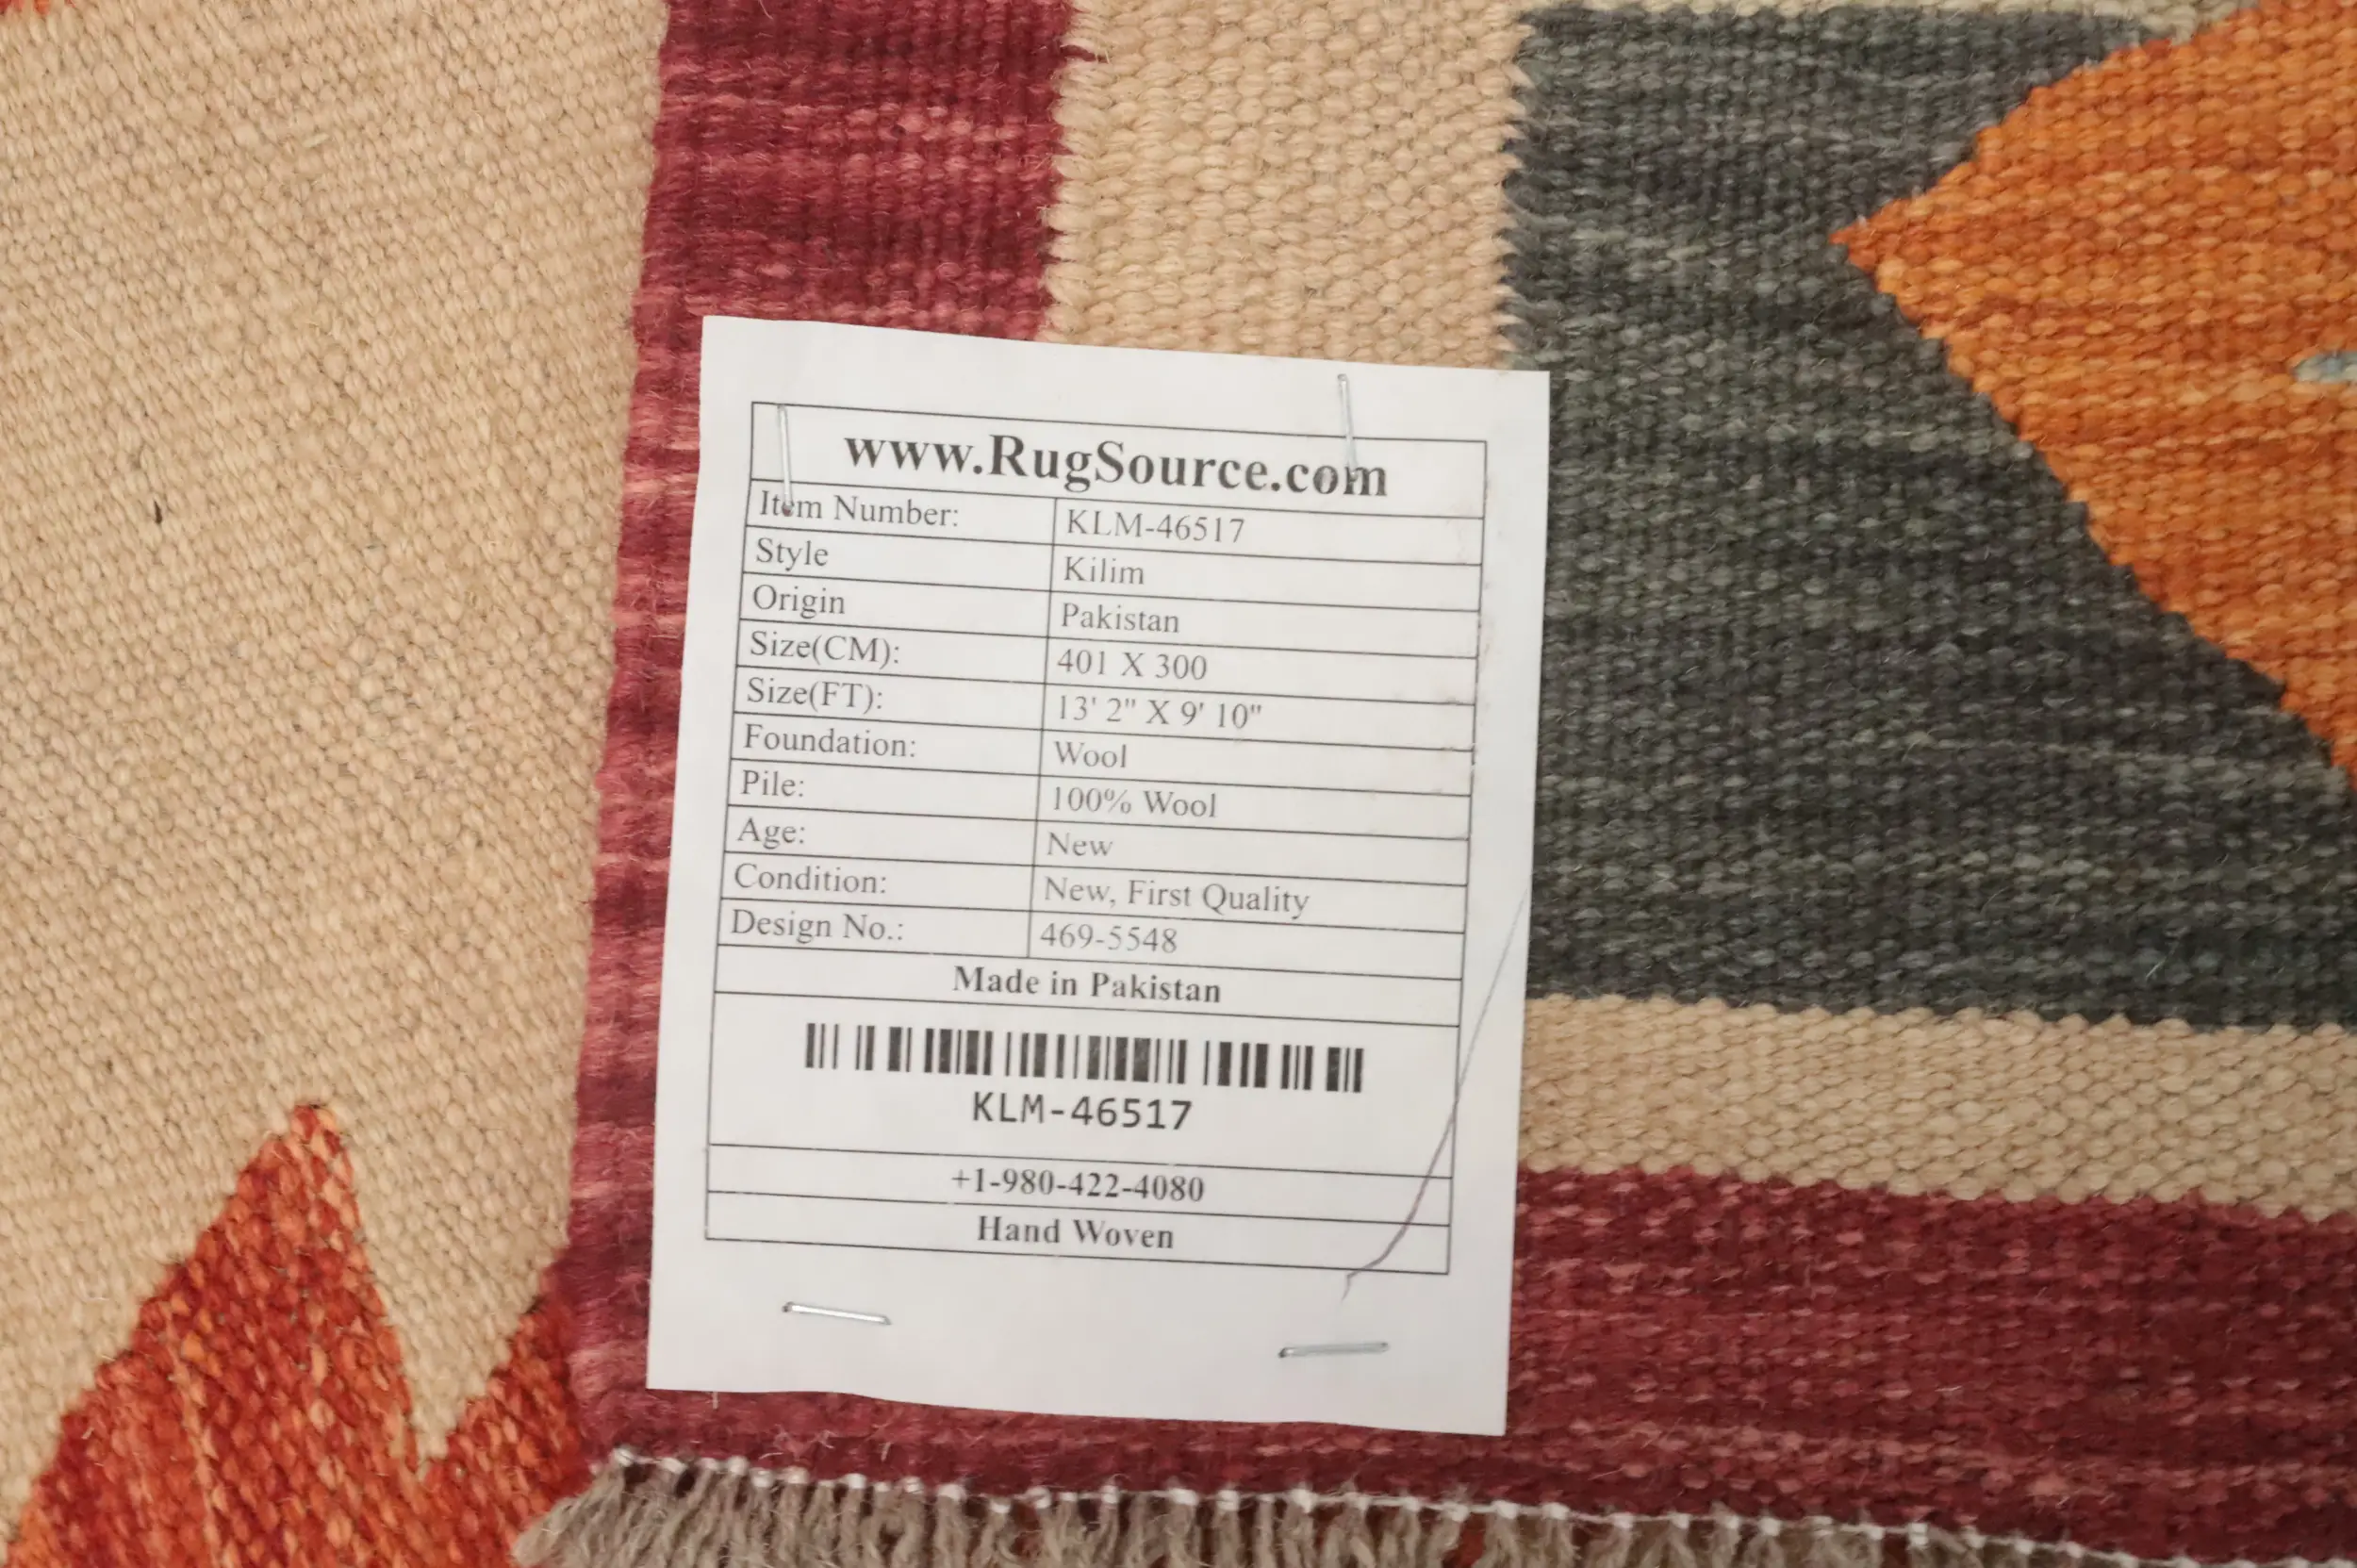 www.RugSource.com
Item Number: KLM-46517
Style Kilim
Origin Pakistan
Size(CM): 401 X 300
Size(FT): 13' 2" X 9' 10"
Foundation: Wool
Pile: 100% Wool
Age: New
Condition: New, First Quality
Design No.: 469-5548
Made in Pakistan
KLM-46517
+1-980-422-4080
Hand Woven